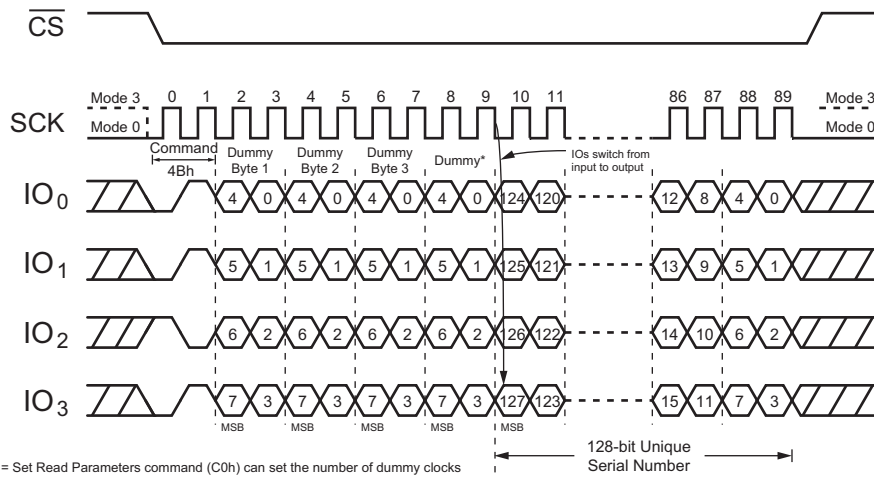 CS
Mode 3 0 1 2 3 4 5 6 7 8 9 10 11 86 87 88 89 Mode 3
SCK
Mode 0 Mode 0
Command Dummy Byte 1 Dummy Byte 2 Dummy Byte 3 Dummy* IOs switch from input to output
4Bh
IO0 4 0 4 0 4 0 4 0 124 120 12 8 4 0
IO1 5 1 5 1 5 1 5 1 125 121 13 9 5 1
IO2 6 2 6 2 6 2 6 2 126 122 14 10 6 2
IO3 7 3 7 3 7 3 7 3 127 123 15 11 7 3
MSB MSB MSB MSB MSB
128-bit Unique
Serial Number
= Set Read Parameters command (C0h) can set the number of dummy clocks